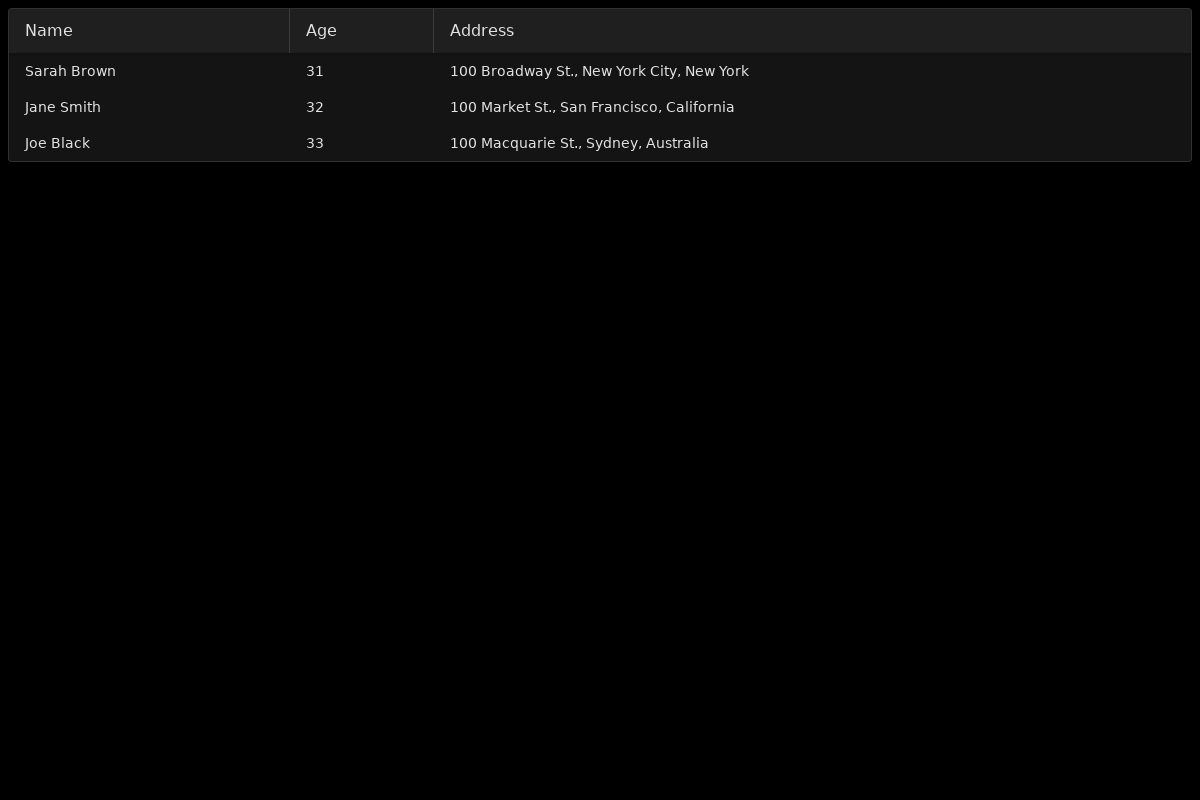 Name Age Address
Sarah Brown 31 100 Broadway St., New York City, New York
Jane Smith 32 100 Market St., San Francisco, California
Joe Black 33 100 Macquarie St., Sydney, Australia